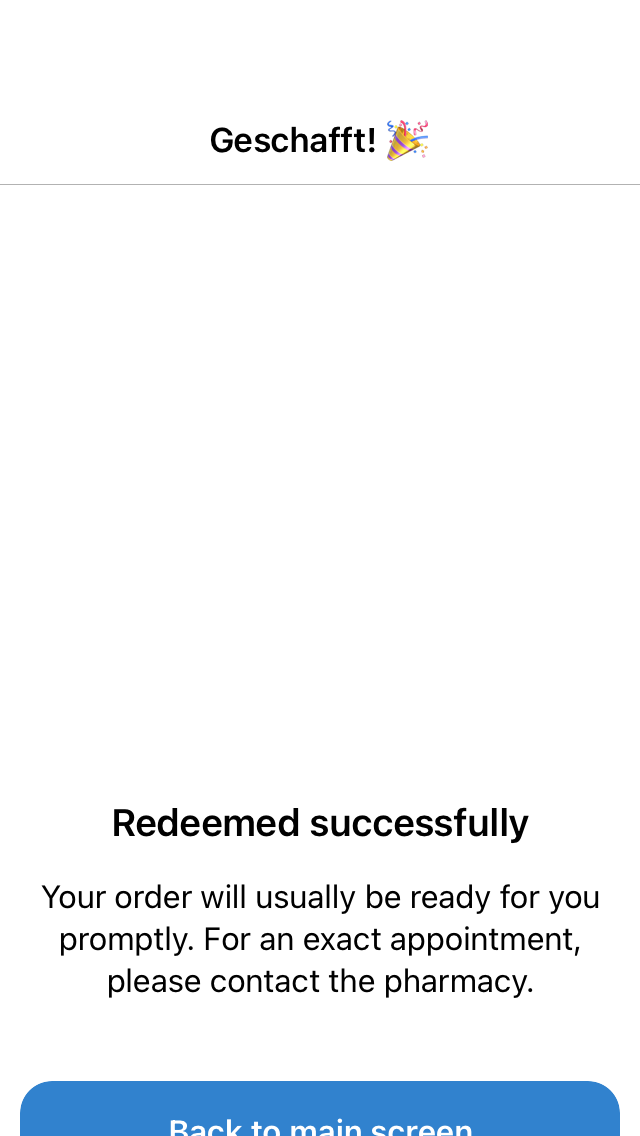 Geschafft! 🎉
Redeemed successfully
Your order will usually be ready for you
promptly. For an exact appointment,
please contact the pharmacy.
Back to main screen